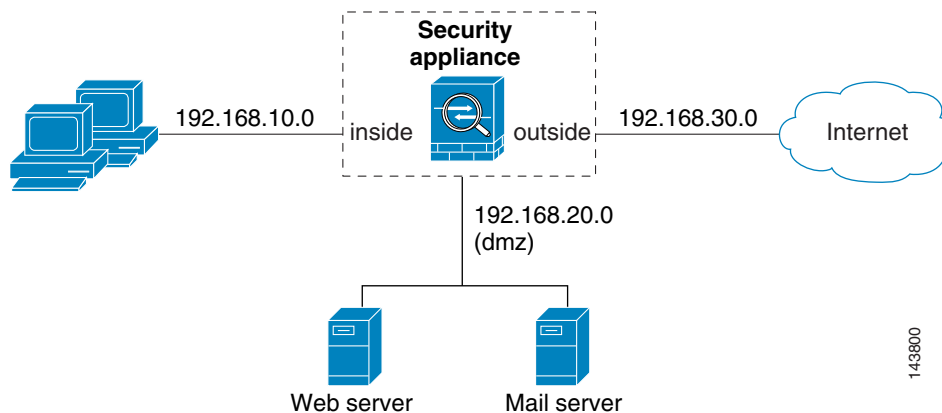 Security
appliance
192.168.10.0
inside
outside
192.168.30.0
Internet
192.168.20.0
(dmz)
Web server
Mail server
143800